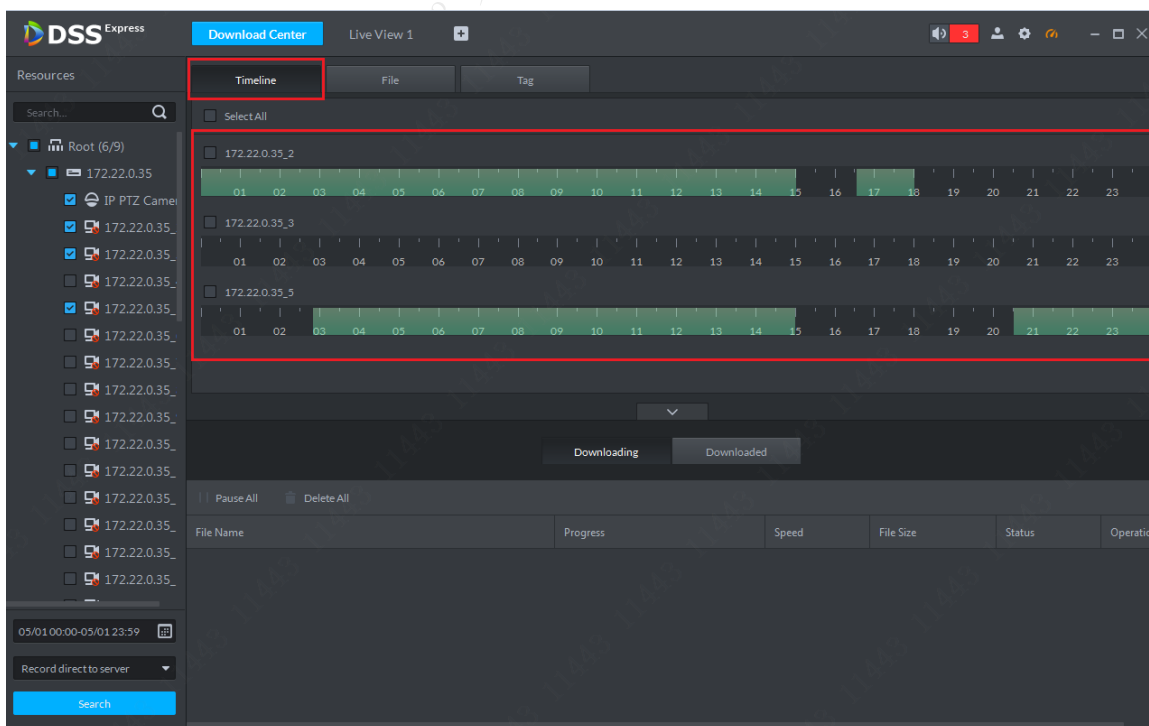 DSS Express
Download Center Live View 1
3
Resources
Timeline File Tag
Search...
Select All
Root (6/9)
172.22.0.35
IP PTZ Camer
172.22.0.35_
172.22.0.35_
172.22.0.35_
172.22.0.35_
172.22.0.35_
172.22.0.35_
172.22.0.35_
172.22.0.35_
172.22.0.35_
172.22.0.35_
172.22.0.35_
172.22.0.35_
172.22.0.35_
172.22.0.35_
05/01 00:00-05/01 23:59
Record direct to server
Search
172.22.0.35_2
01 02 03 04 05 06 07 08 09 10 11 12 13 14 15 16 17 18 19 20 21 22 23
172.22.0.35_3
01 02 03 04 05 06 07 08 09 10 11 12 13 14 15 16 17 18 19 20 21 22 23
172.22.0.35_5
01 02 03 04 05 06 07 08 09 10 11 12 13 14 15 16 17 18 19 20 21 22 23
Downloading Downloaded
Pause All Delete All
File Name Progress Speed File Size Status Operatio